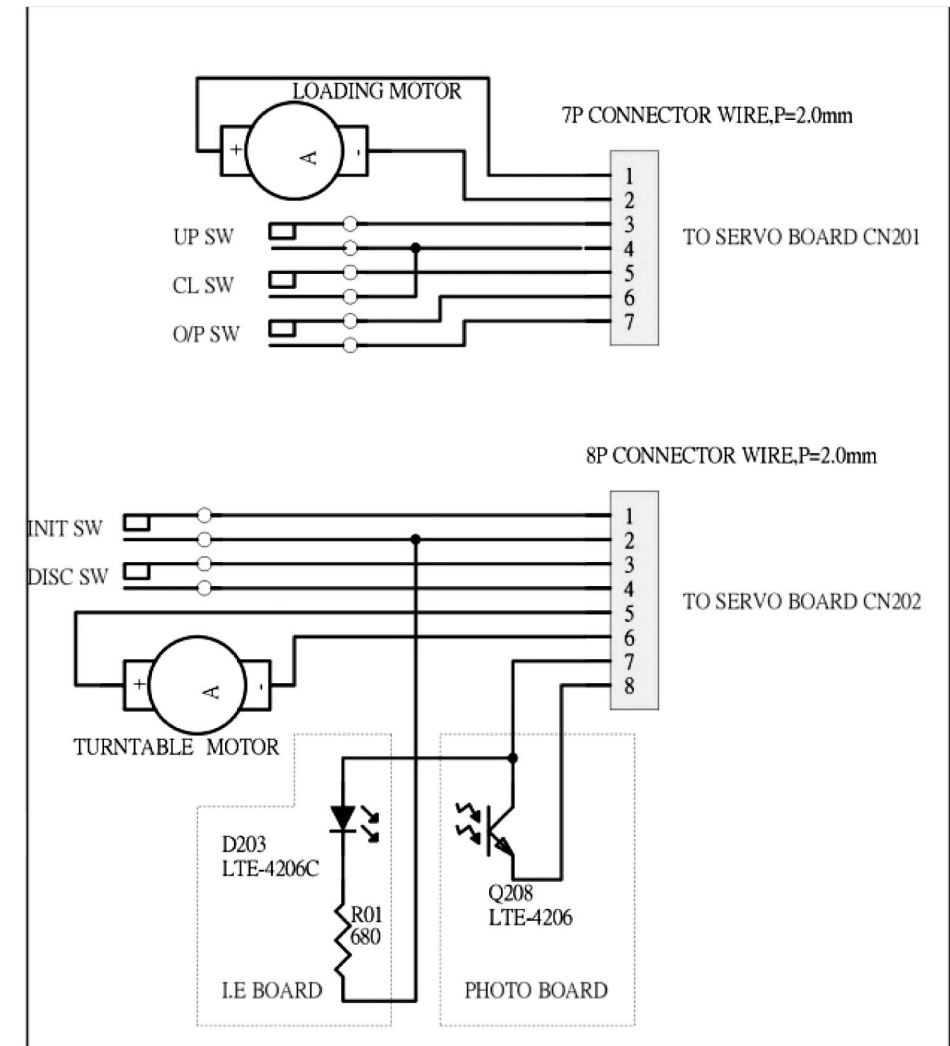 LOADING MOTOR
7P CONNECTOR WIRE,P=2.0mm
+ A -
1
2
3
UP SW
4
TO SERVO BOARD CN201
5
CL SW
6
7
O/P SW
8P CONNECTOR WIRE,P=2.0mm
1
INIT SW
2
3
DISC SW
4
TO SERVO BOARD CN202
5
6
7
+ A -
8
TURNTABLE MOTOR
D203
LTE-4206C
Q208
LTE-4206
R01
680
I.E BOARD
PHOTO BOARD